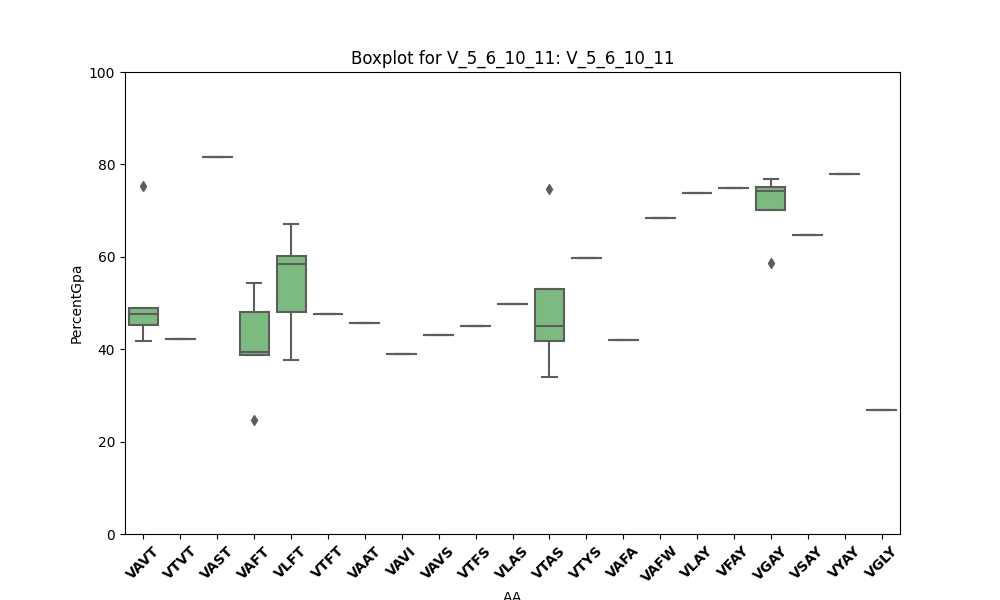 Boxplot for V_5_6_10_11: V_5_6_10_11
100
80
60
40
20
0
PercentGpa
VAVT VTVT VAST VAFT VLFT VTFT VAAT VAVI VAVS VTFS VLAS VTAS VTYS VAFA VAFW VLAY VFAY VGAY VSAY VYAY VGLY
AA